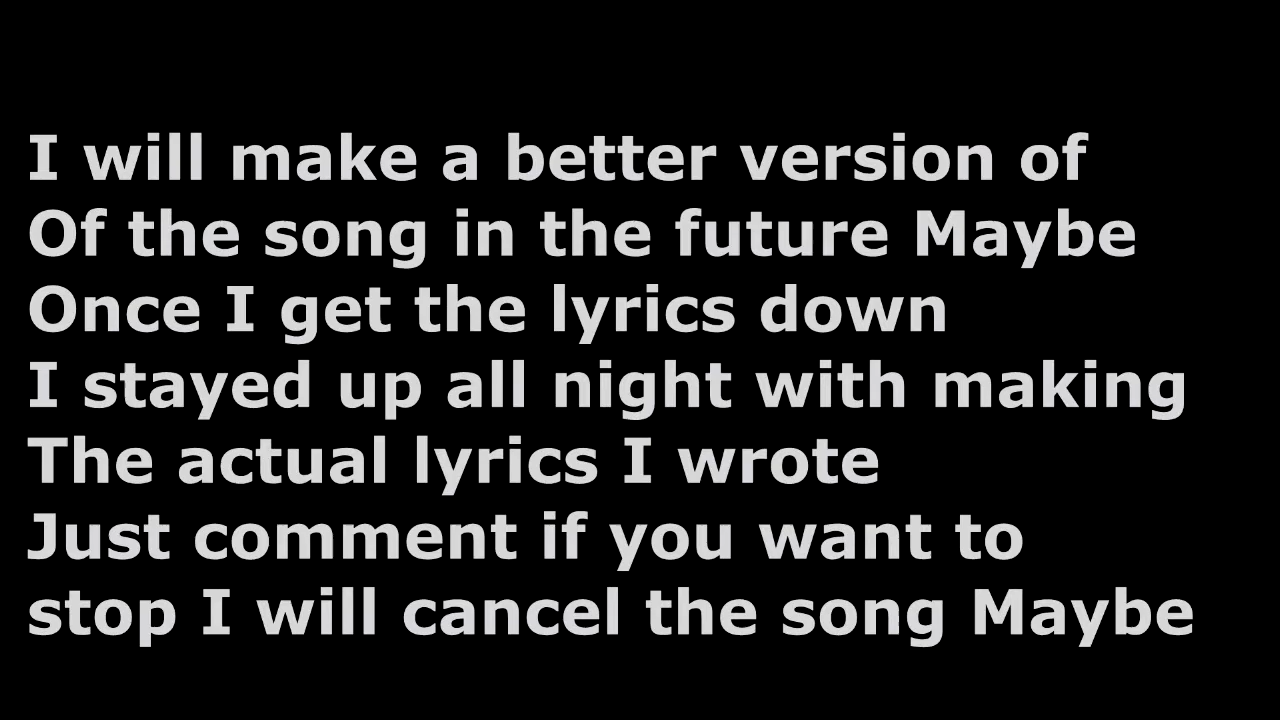 I will make a better version of
Of the song in the future Maybe
Once I get the lyrics down
I stayed up all night with making
The actual lyrics I wrote
Just comment if you want to
stop I will cancel the song Maybe